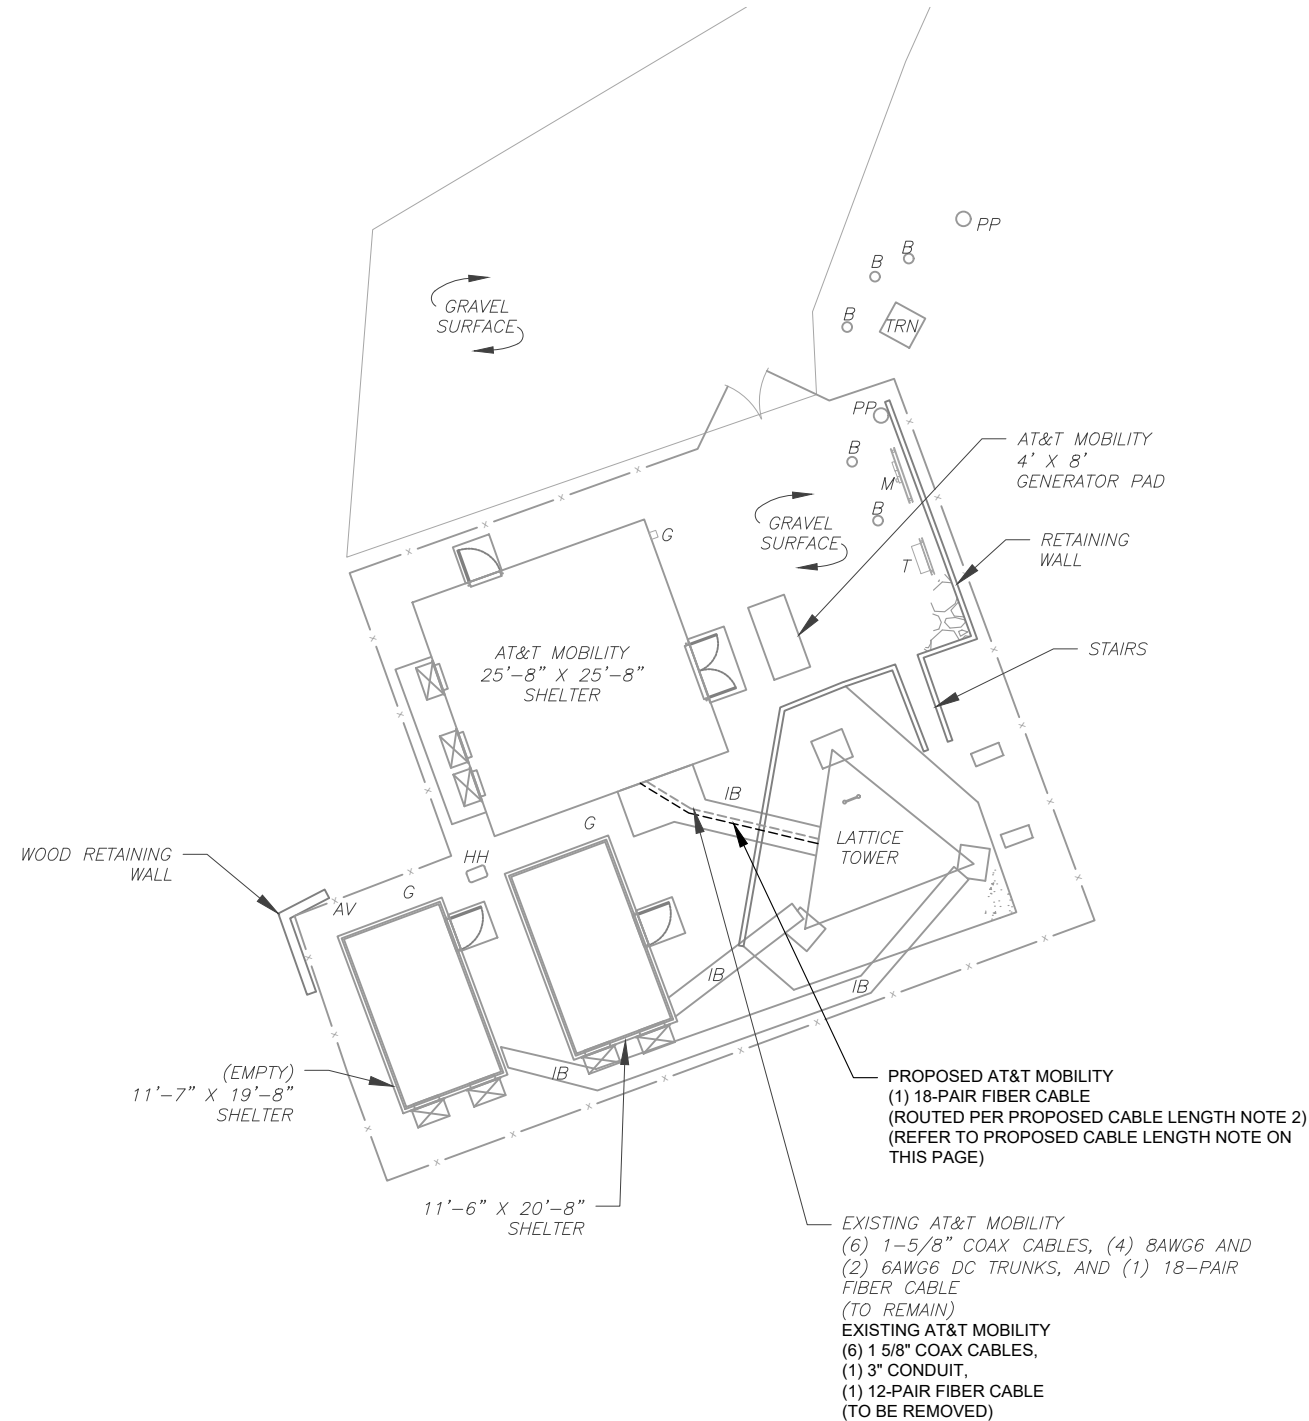 PP
B
B
B
TRN
GRAVEL
SURFACE
PP
B
M
B
GRAVEL
SURFACE
T
G
AT&T MOBILITY
4' X 8'
GENERATOR PAD
RETAINING
WALL
STAIRS
AT&T MOBILITY
25'-8" X 25'-8"
SHELTER
IB
G
LATTICE
TOWER
WOOD RETAINING
WALL
HH
G
AV
IB
IB
IB
(EMPTY)
11'-7" X 19'-8"
SHELTER
11'-6" X 20'-8"
SHELTER
PROPOSED AT&T MOBILITY
(1) 18-PAIR FIBER CABLE
(ROUTED PER PROPOSED CABLE LENGTH NOTE 2)
(REFER TO PROPOSED CABLE LENGTH NOTE ON
THIS PAGE)
EXISTING AT&T MOBILITY
(6) 1-5/8" COAX CABLES, (4) 8AWG6 AND
(2) 6AWG6 DC TRUNKS, AND (1) 18-PAIR
FIBER CABLE
(TO REMAIN)
EXISTING AT&T MOBILITY
(6) 1 5/8" COAX CABLES,
(1) 3" CONDUIT,
(1) 12-PAIR FIBER CABLE
(TO BE REMOVED)